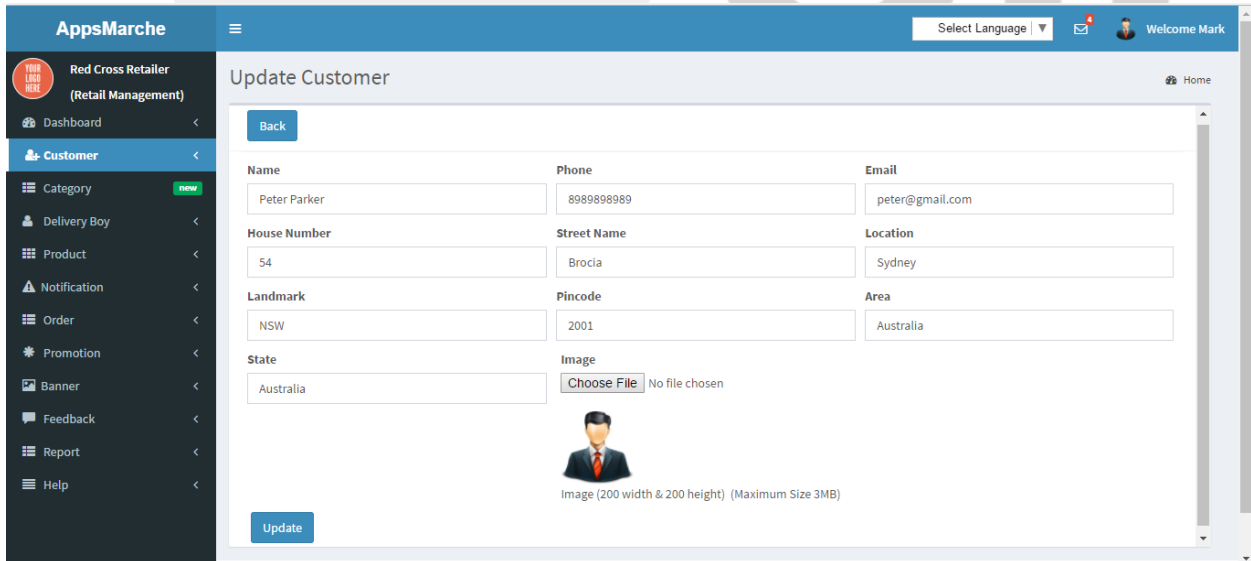 AppsMarche
Select Language ▼
4
Welcome Mark
YOUR
LOGO
HERE
Red Cross Retailer
(Retail Management)
Dashboard
Customer
Category new
Delivery Boy
Product
Notification
Order
Promotion
Banner
Feedback
Report
Help
Update Customer
Home
Back
Name Phone Email
Peter Parker 8989898989 peter@gmail.com
House Number Street Name Location
54 Brocia Sydney
Landmark Pincode Area
NSW 2001 Australia
State Image
Australia Choose File No file chosen
Image (200 width & 200 height) (Maximum Size 3MB)
Update